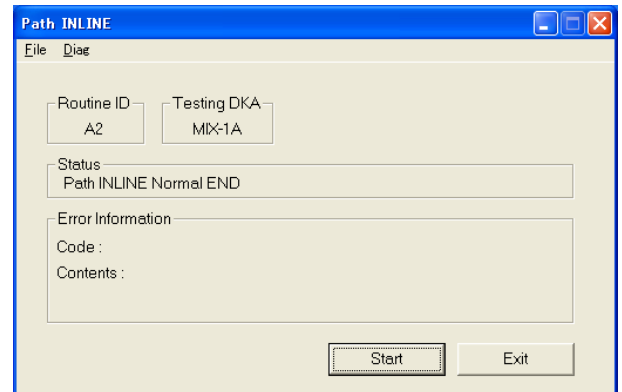 Path INLINE
File Diag
Routine ID
A2
Testing DKA
MIX-1A
Status
Path INLINE Normal END
Error Information
Code :
Contents :
Start
Exit